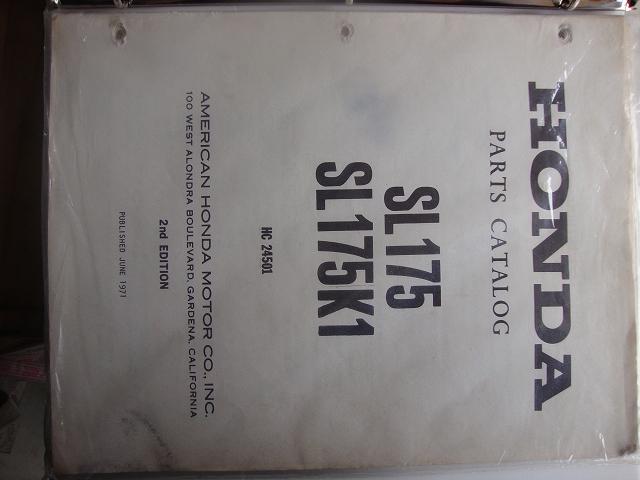 HONDA
PARTS CATALOG
SL175
SL175K1
HC 24501
AMERICAN HONDA MOTOR CO., INC.
100 WEST ALONDRA BOULEVARD, GARDENA, CALIFORNIA
2nd EDITION
PUBLISHED JUNE 1971